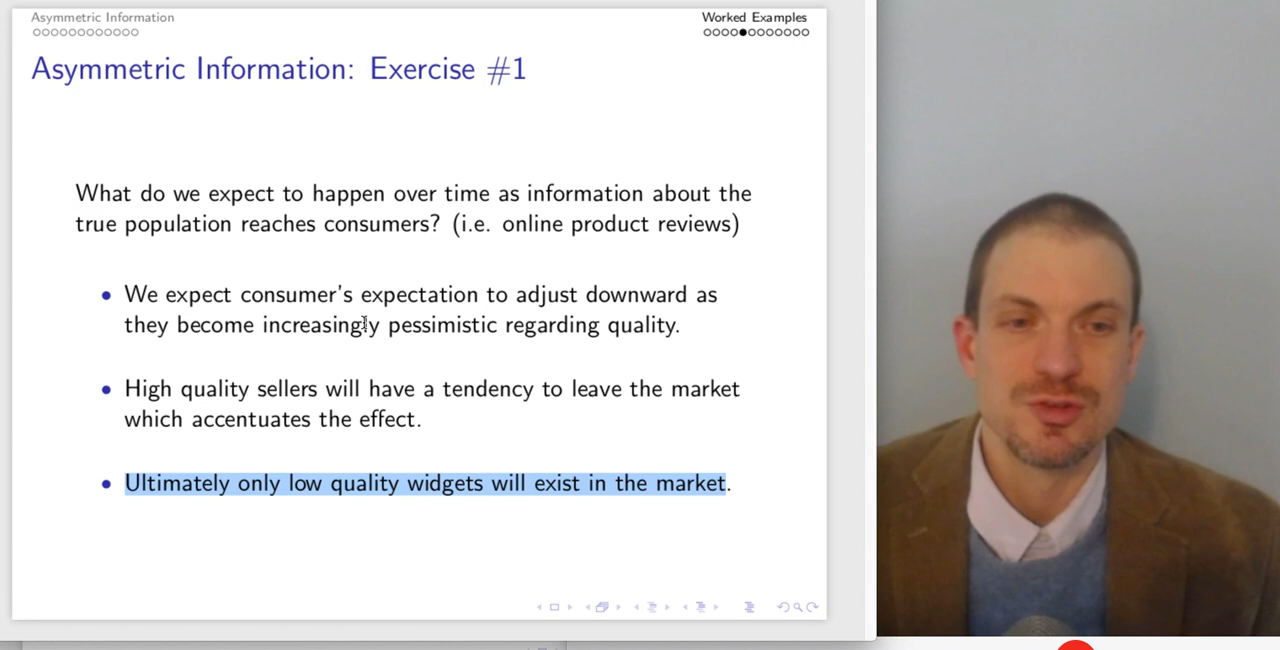 Asymmetric Information
Worked Examples
Asymmetric Information: Exercise #1
What do we expect to happen over time as information about the
true population reaches consumers? (i.e. online product reviews)
• We expect consumer's expectation to adjust downward as
they become increasingly pessimistic regarding quality.
• High quality sellers will have a tendency to leave the market
which accentuates the effect.
• Ultimately only low quality widgets will exist in the market.